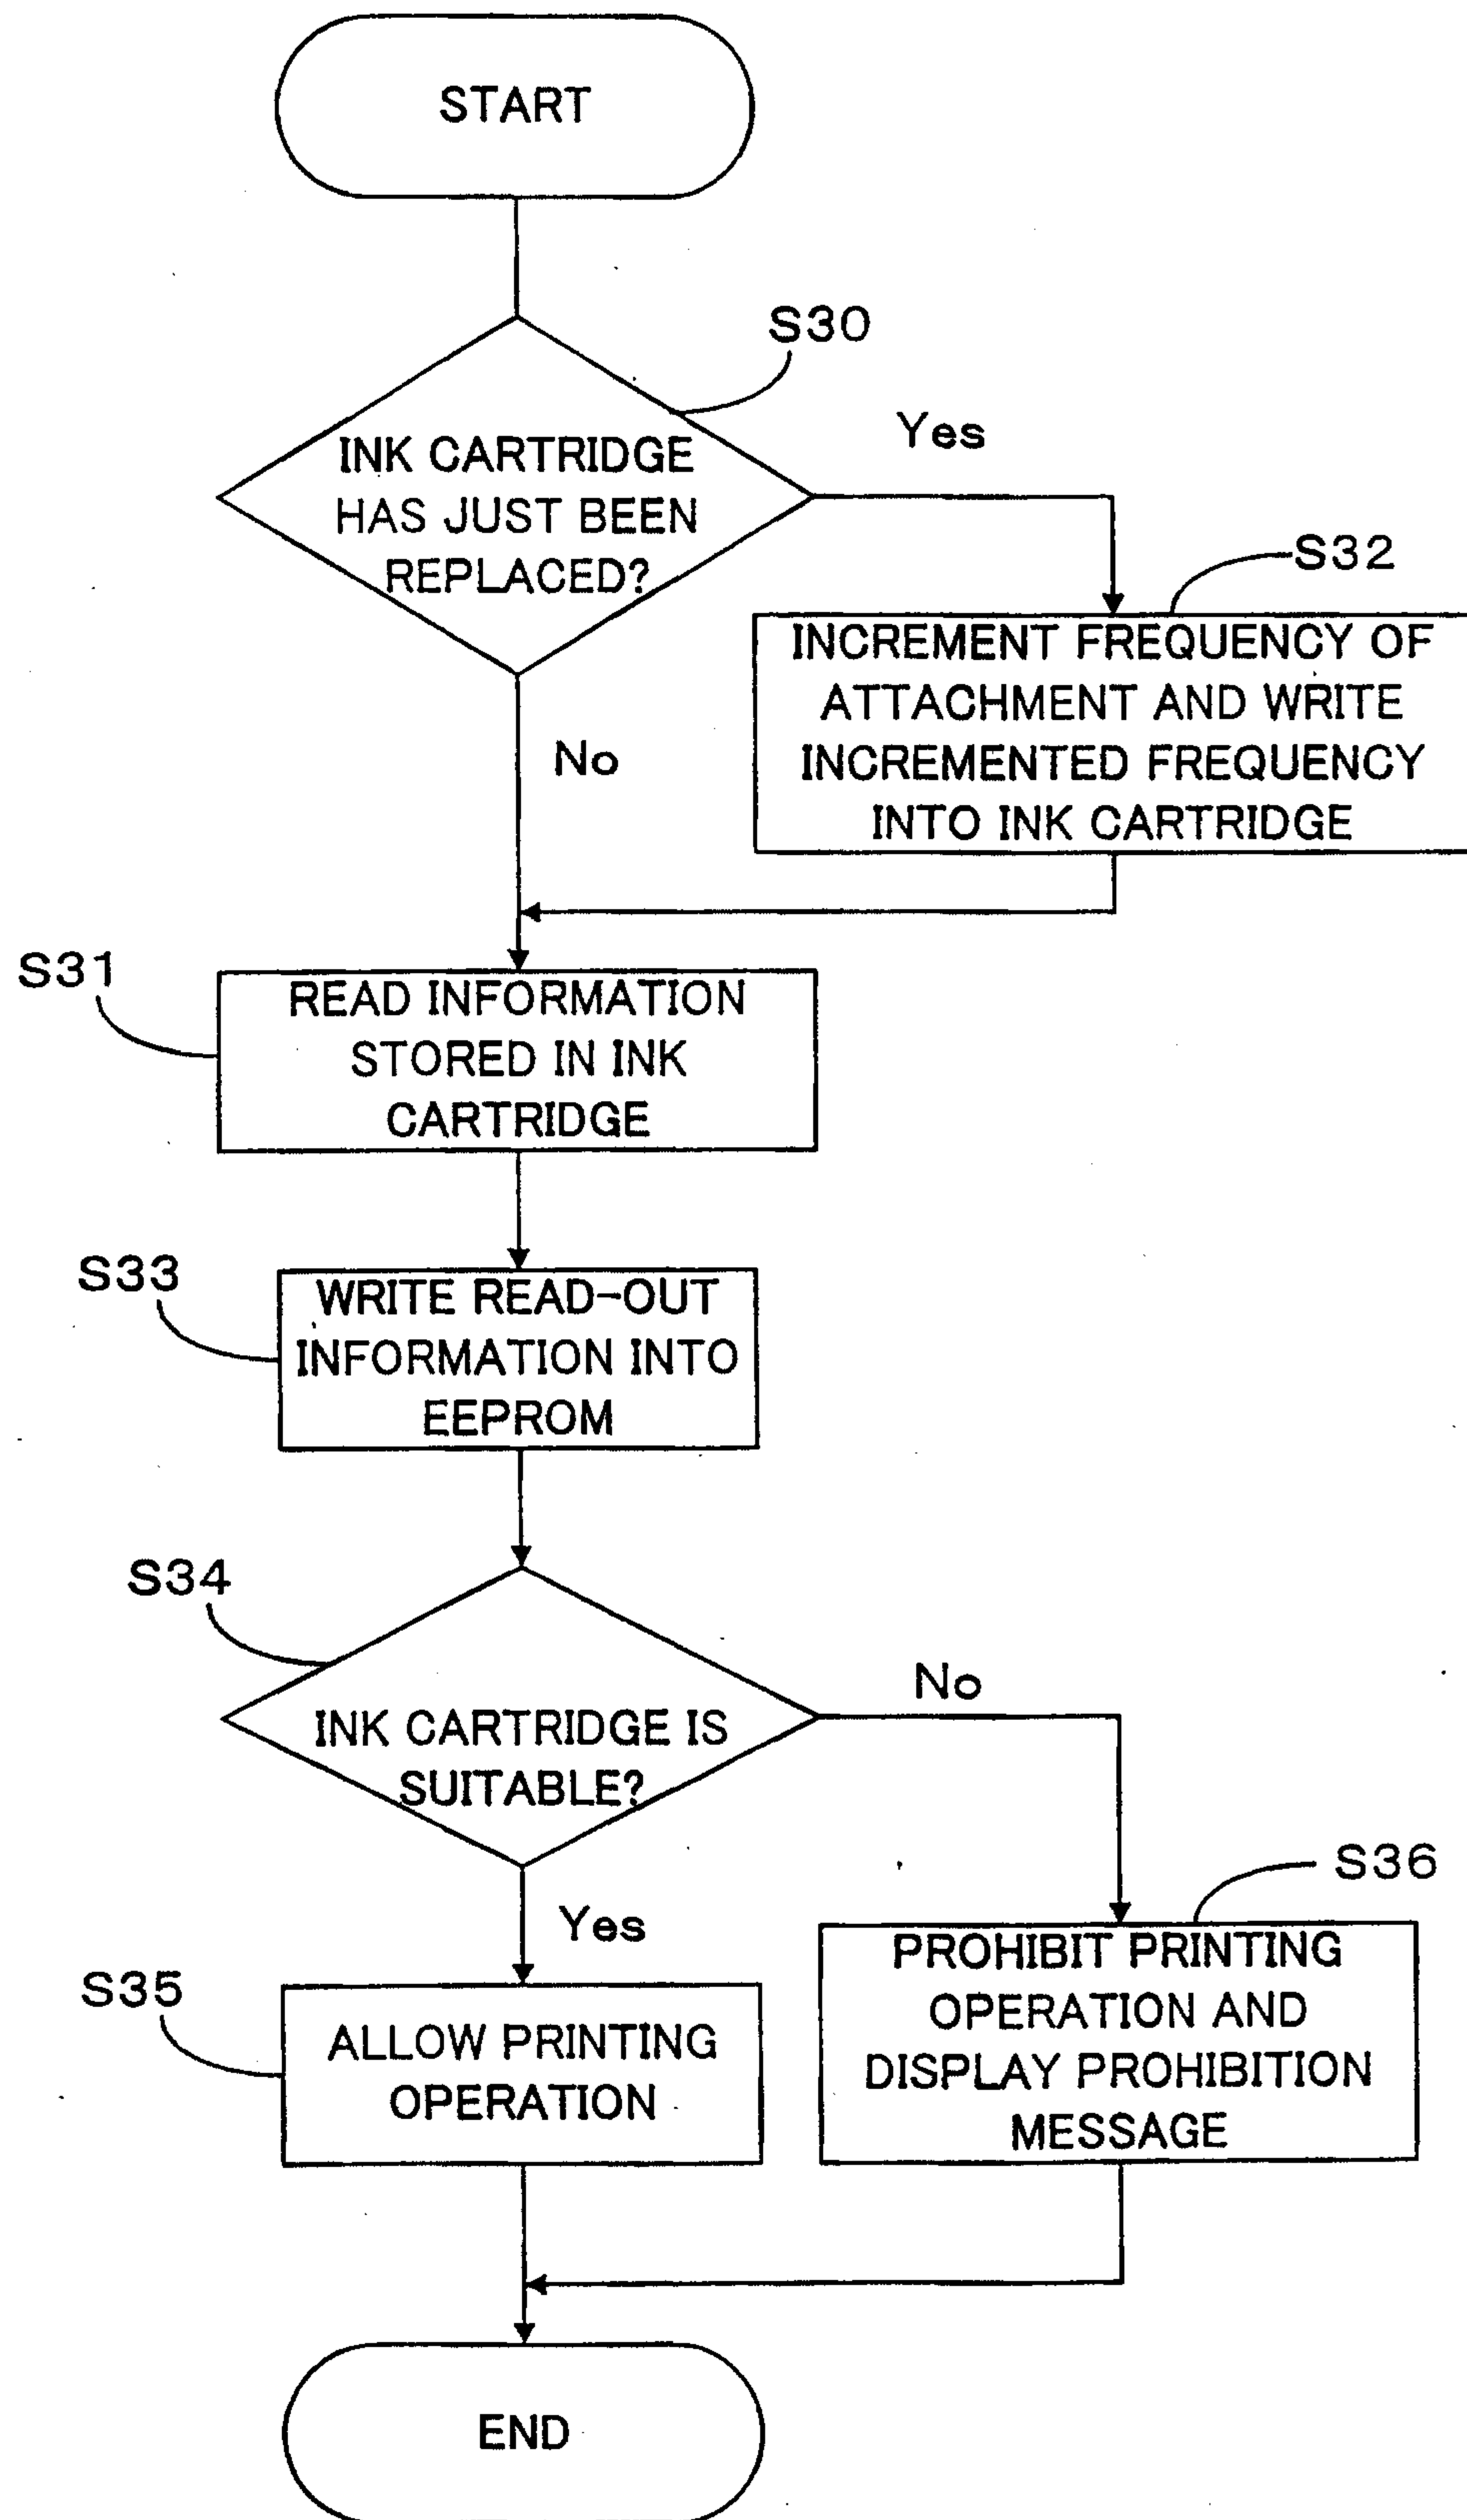 START
S30
Yes
INK CARTRIDGE
HAS JUST BEEN
REPLACED?
S32
INCREMENT FREQUENCY OF
ATTACHMENT AND WRITE
INCREMENTED FREQUENCY
INTO INK CARTRIDGE
No
S31
READ INFORMATION
STORED IN INK
CARTRIDGE
S33
WRITE READ-OUT
INFORMATION INTO
EEPROM
S34
No
INK CARTRIDGE IS
SUITABLE?
S36
Yes
PROHIBIT PRINTING
OPERATION AND
DISPLAY PROHIBITION
MESSAGE
S35
ALLOW PRINTING
OPERATION
END